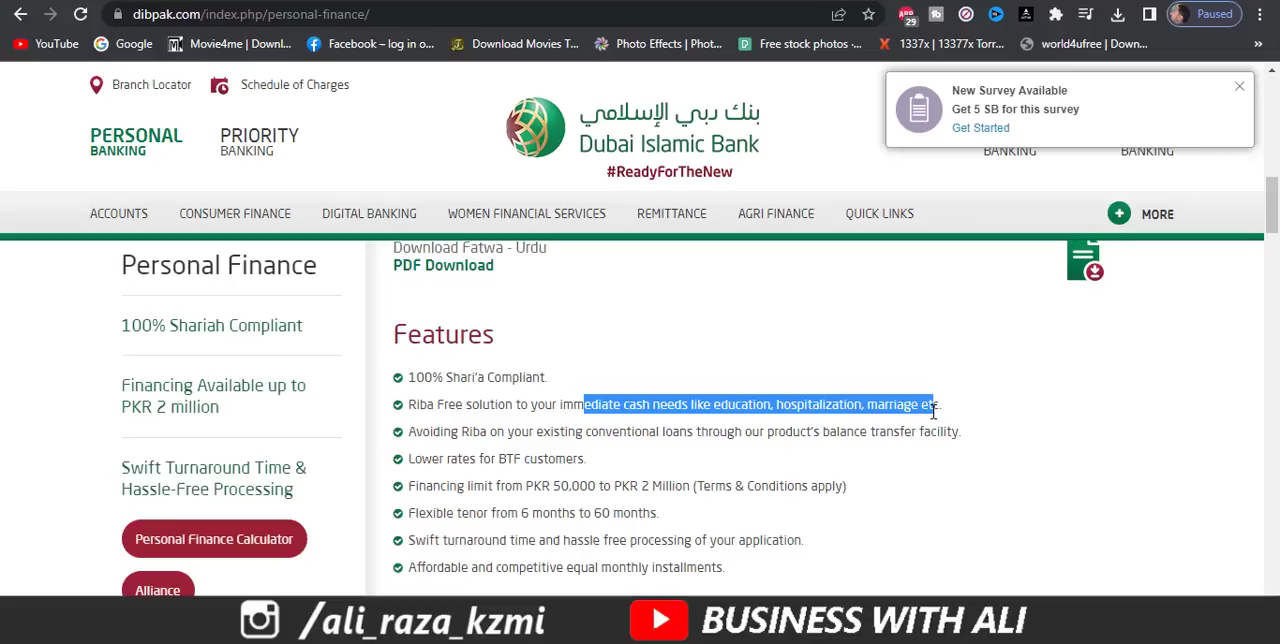 dibpak.com/index.php/personal-finance/
29
Paused
YouTube
Google
Movie4me | Downl...
Facebook – log in o...
Download Movies T...
Photo Effects | Phot...
Free stock photos ·...
1337x | 13377x Torr...
world4ufree | Down...
»
Branch Locator
Schedule of Charges
PERSONAL
BANKING
PRIORITY
BANKING
بنك دبي الإسلامي
Dubai Islamic Bank
#ReadyForTheNew
New Survey Available
Get 5 SB for this survey
Get Started
BANKING
BANKING
ACCOUNTS
CONSUMER FINANCE
DIGITAL BANKING
WOMEN FINANCIAL SERVICES
REMITTANCE
AGRI FINANCE
QUICK LINKS
MORE
Personal Finance
100% Shariah Compliant
Financing Available up to
PKR 2 million
Swift Turnaround Time &
Hassle-Free Processing
Personal Finance Calculator
Alliance
Download Fatwa - Urdu
PDF Download
Features
100% Shari'a Compliant.
Riba Free solution to your immediate cash needs like education, hospitalization, marriage etc.
Avoiding Riba on your existing conventional loans through our product's balance transfer facility.
Lower rates for BTF customers.
Financing limit from PKR 50,000 to PKR 2 Million (Terms & Conditions apply)
Flexible tenor from 6 months to 60 months.
Swift turnaround time and hassle free processing of your application.
Affordable and competitive equal monthly installments.
/ali_raza_kzmi
BUSINESS WITH ALI